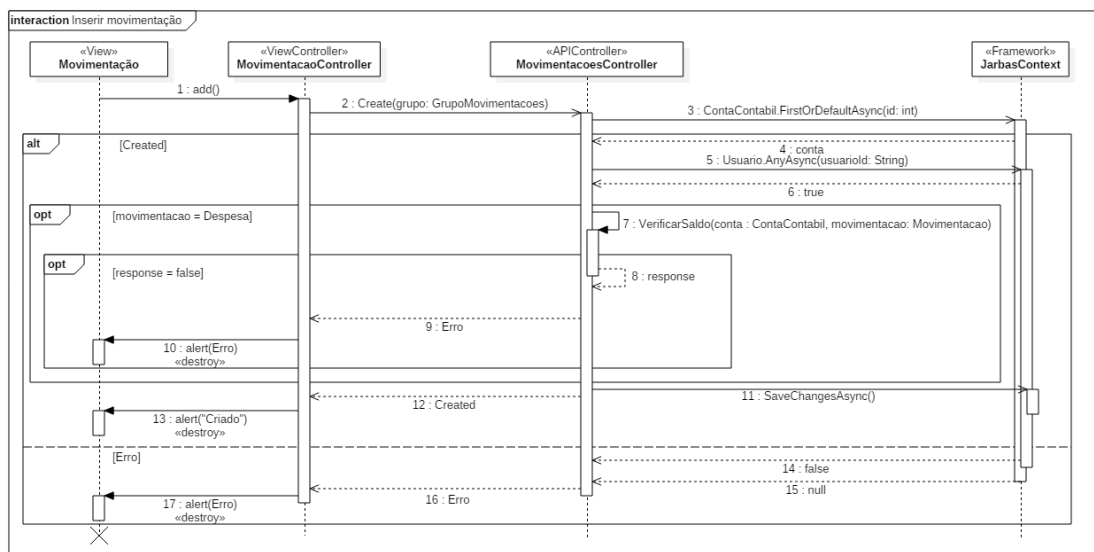 interaction Inserir movimentação
«View»
Movimentação
«ViewController»
MovimentacaoController
«APIController»
MovimentacoesController
«Framework»
JarbasContext
1 : add()
2 : Create(grupo: GrupoMovimentacoes)
3 : ContaContabil.FirstOrDefaultAsync(id: int)
alt
[Created]
4 : conta
5 : Usuario.AnyAsync(usuarioId: String)
6 : true
opt
[movimentacao = Despesa]
7 : VerificarSaldo(conta : ContaContabil, movimentacao: Movimentacao)
opt
[response = false]
8 : response
9 : Erro
10 : alert(Erro)
«destroy»
11 : SaveChangesAsync()
12 : Created
13 : alert("Criado")
«destroy»
[Erro]
14 : false
15 : null
16 : Erro
17 : alert(Erro)
«destroy»